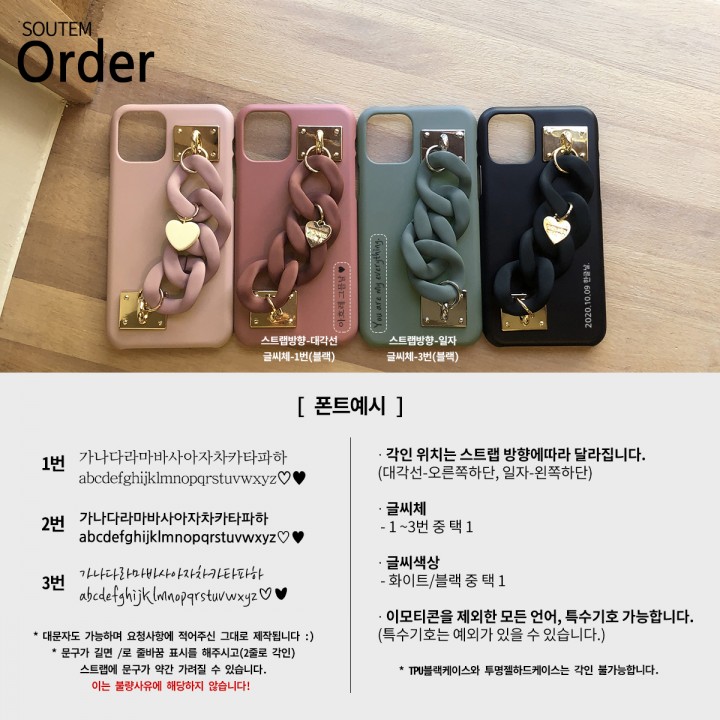 SOUTEM
Order
아흐레 그믐날 ♥
You are my everything.
2020.10.09 한글날.
스트랩방향-대각선
글씨체-1번(블랙)
스트랩방향-일자
글씨체-3번(블랙)
[ 폰트예시 ]
1번
가나다라마바사아자차카타파하
abcdefghijklmnopqrstuvwxyz♡♥
2번
가나다라마바사아자차카타파하
abcdefghijklmnopqrstuvwxyz♡♥
3번
가나다라마바사아자차카타파하
abcdefghijklmnopqrstuvwxyz♡♥
* 대문자도 가능하며 요청사항에 적어주신 그대로 제작됩니다 :)
* 문구가 길면 /로 줄바꿈 표시를 해주시고(2줄로 각인)
스트랩에 문구가 약간 가려질 수 있습니다.
이는 불량사유에 해당하지 않습니다!
· 각인 위치는 스트랩 방향에따라 달라집니다.
(대각선-오른쪽하단, 일자-왼쪽하단)
· 글씨체
- 1 ~3번 중 택 1
· 글씨색상
- 화이트/블랙 중 택 1
· 이모티콘을 제외한 모든 언어, 특수기호 가능합니다.
(특수기호는 예외가 있을 수 있습니다.)
* TPU블랙케이스와 투명젤하드케이스는 각인 불가능합니다.